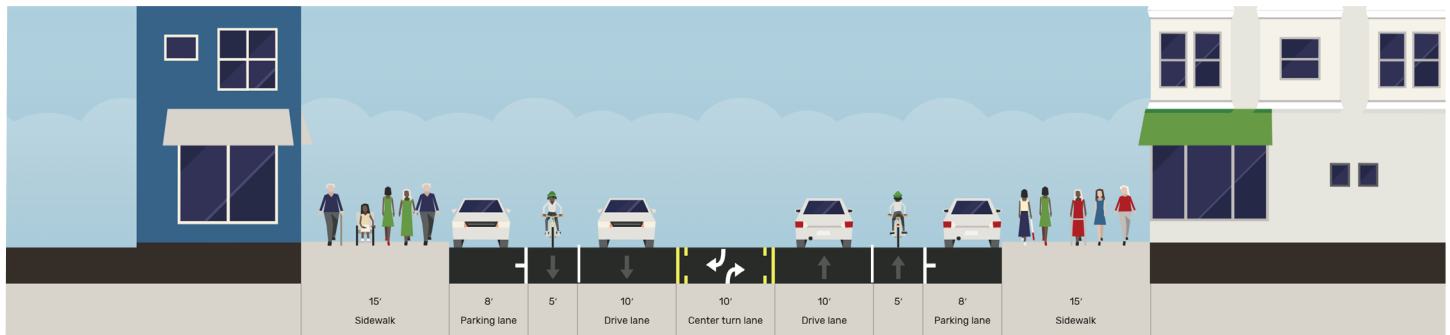 15′ 8′ 5′ 10′ 10′ 10′ 5′ 8′ 15′
Sidewalk Parking lane Drive lane Center turn lane Drive lane Parking lane Sidewalk